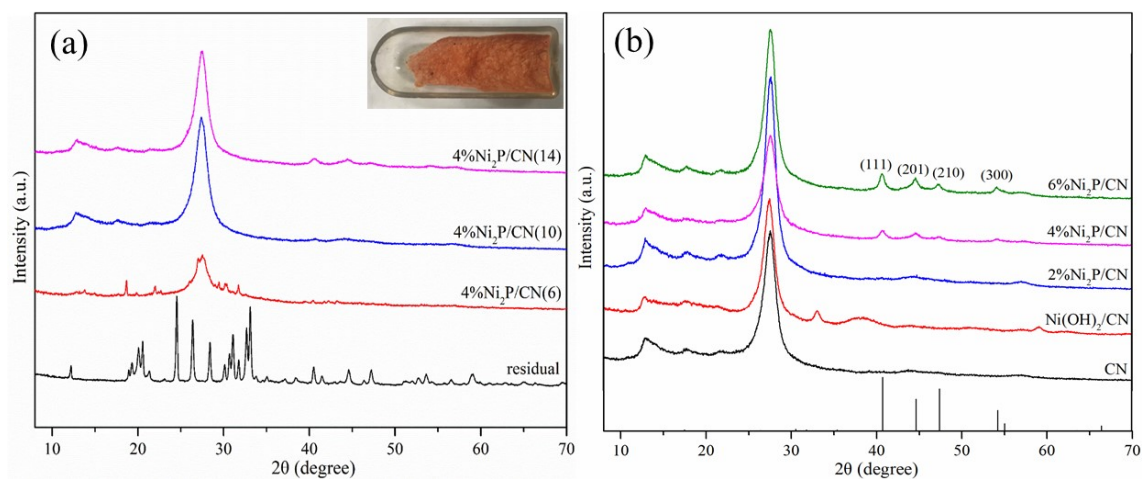 (a)
Intensity (a.u.)
4%Ni₂P/CN(14)
4%Ni₂P/CN(10)
4%Ni₂P/CN(6)
residual
10 20 30 40 50 60 70
2θ (degree)
(b)
Intensity (a.u.)
(111) (201) (210) (300)
6%Ni₂P/CN
4%Ni₂P/CN
2%Ni₂P/CN
Ni(OH)₂/CN
CN
10 20 30 40 50 60 70
2θ (degree)